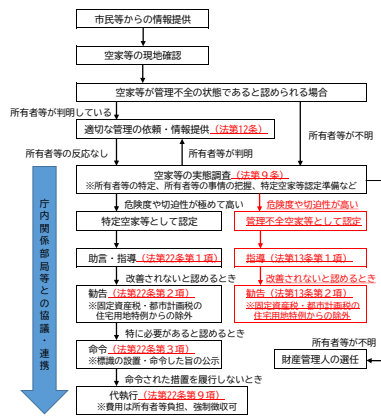 市民等からの情報提供
空家等の現地確認
空家等が管理不全の状態であると認められる場合
所有者等が判明している
適切な管理の依頼・情報提供（法第12条）
所有者等が不明
所有者等の反応なし
所有者等が判明
空家等の実態調査（法第９条）
※所有者等の特定、所有者等の事情の把握、特定空家等認定準備など
危険度や切迫性が極めて高い
危険度や切迫性が高い
特定空家等として認定
管理不全空家等として認定
助言・指導（法第22条第１項）
指導（法第13条第１項）
改善されないと認めるとき
改善されないと認めるとき
勧告（法第22条第２項）
※固定資産税・都市計画税の
住宅用地特例からの除外
勧告（法第13条第２項）
※固定資産税・都市計画税の
住宅用地特例からの除外
特に必要があると認めるとき
所有者等が不明
命令（法第22条第３項）
※標識の設置・命令した旨の公示
財産管理人の選任
命令された措置を履行しないとき
代執行（法第22条第９項）
※費用は所有者等負担、強制徴収可
庁内関係部局等との協議・連携